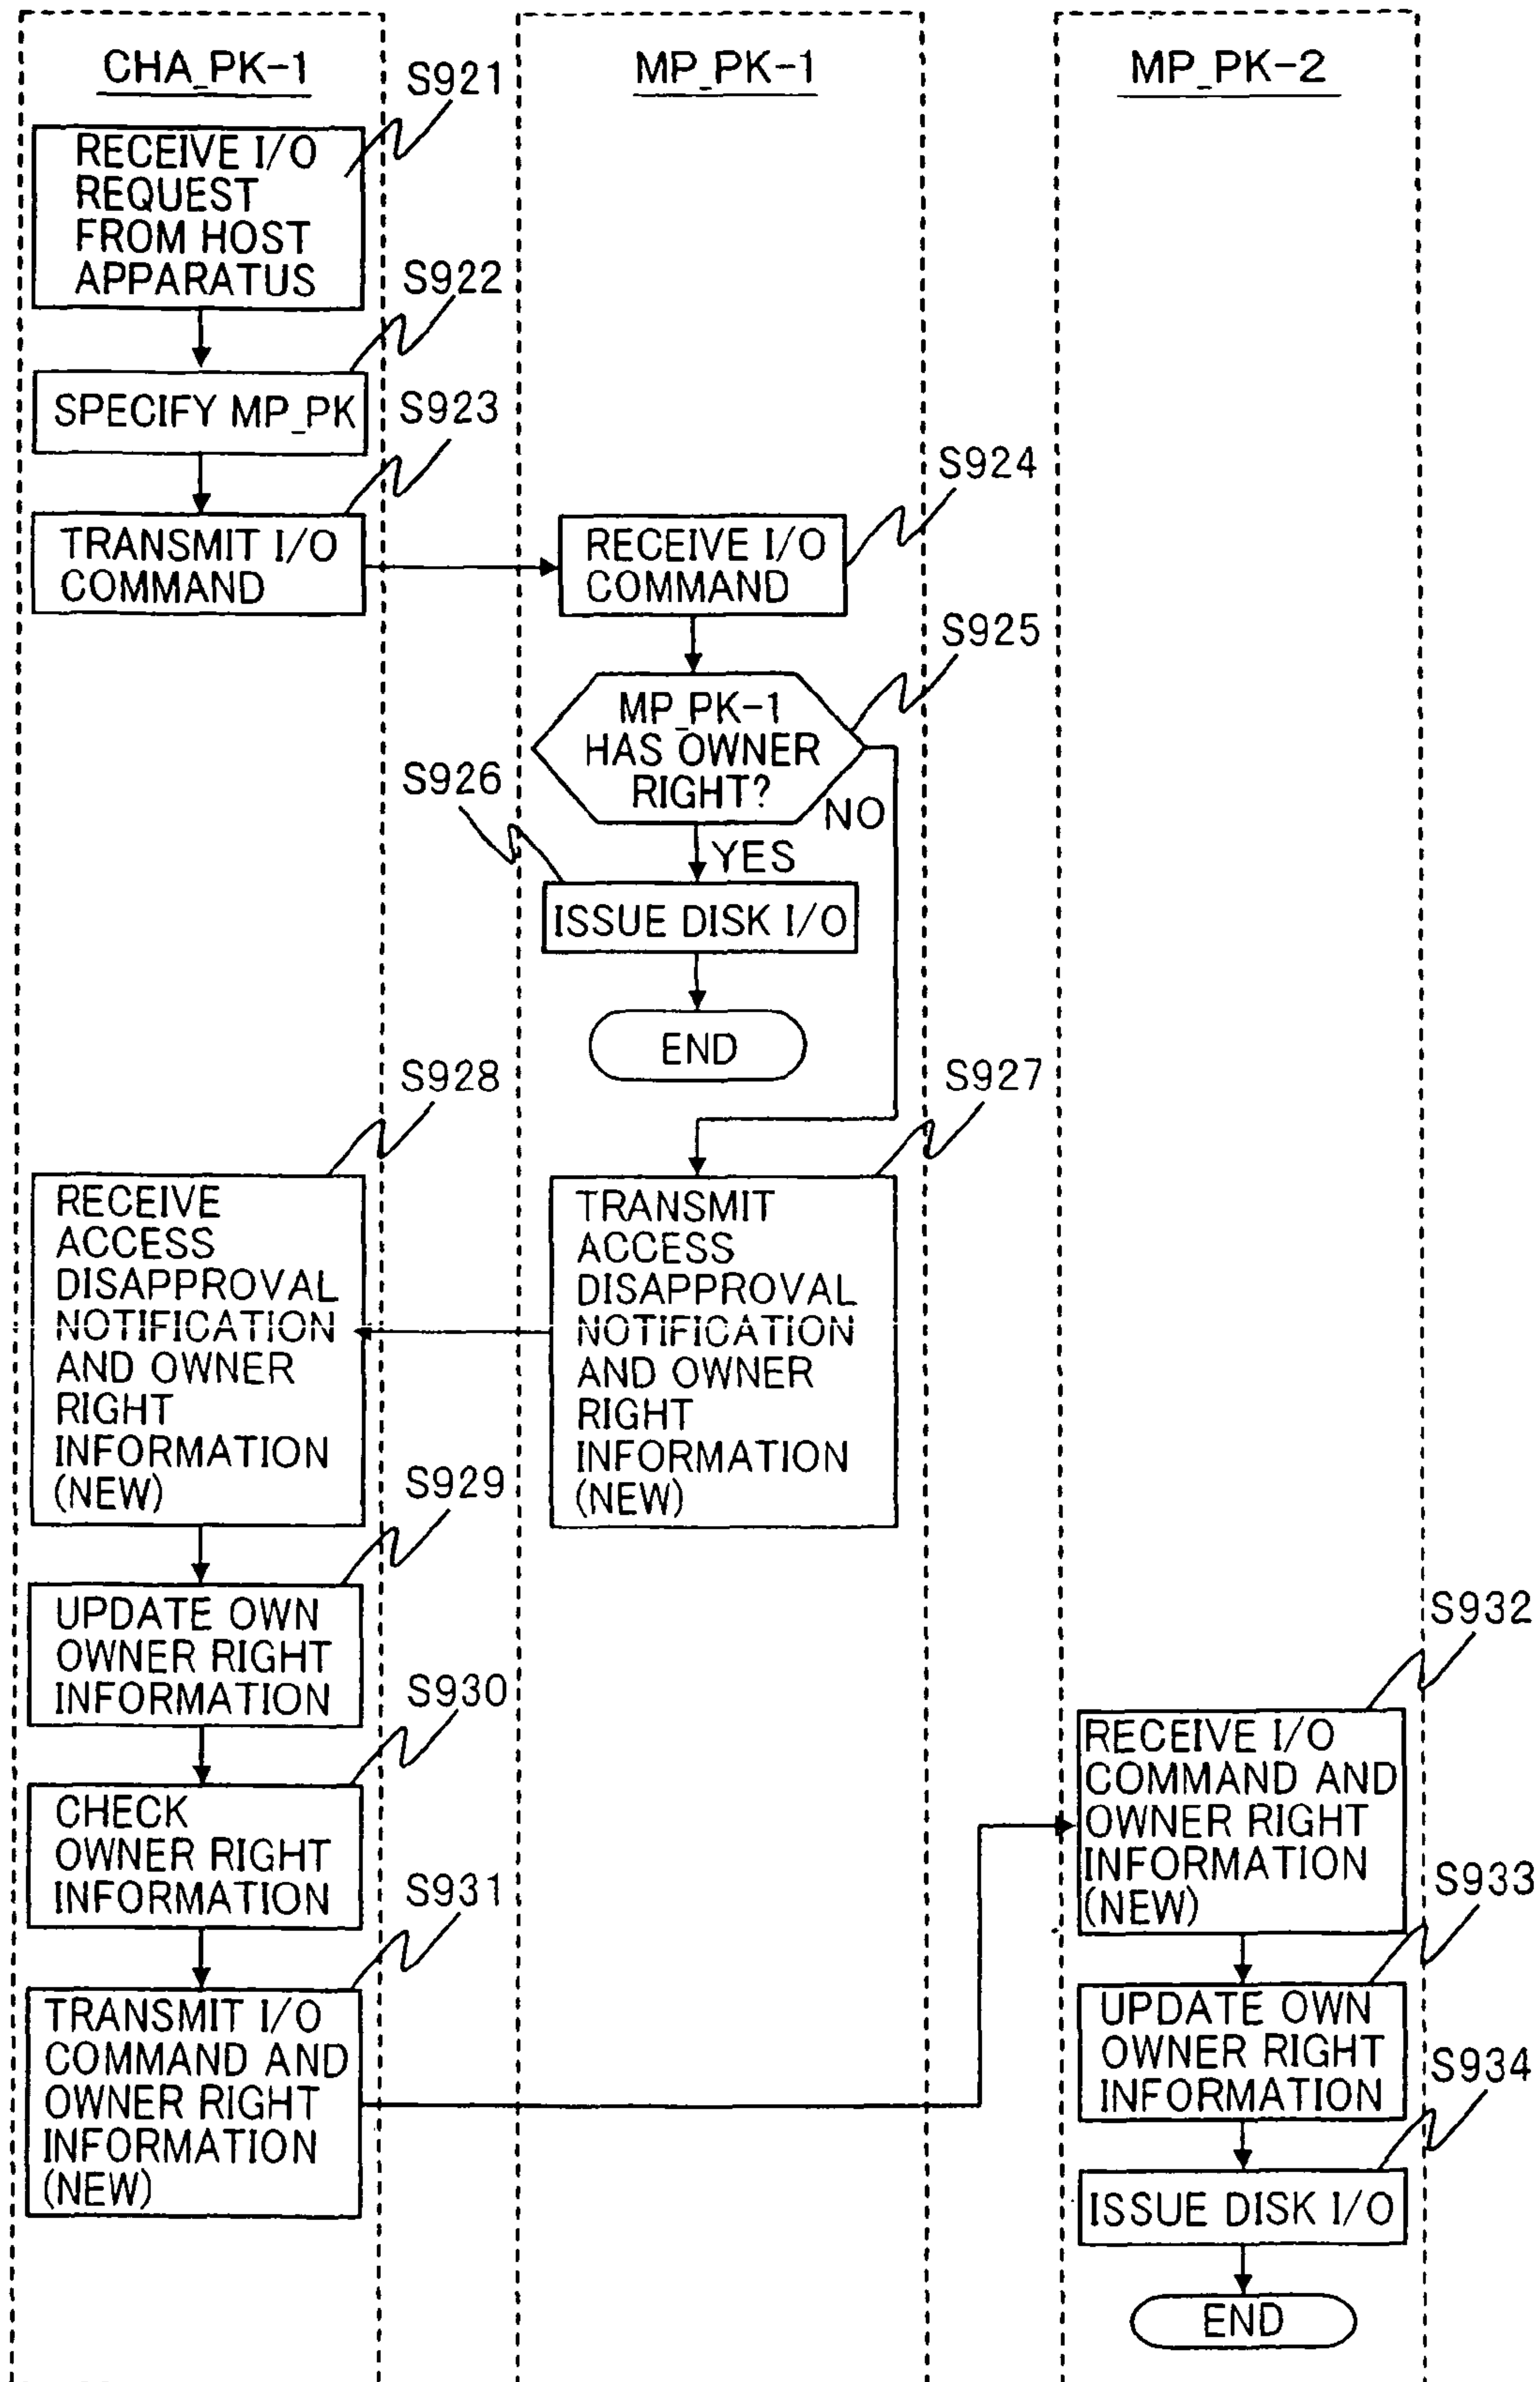 CHA_PK-1
S921
RECEIVE I/O
REQUEST
FROM HOST
APPARATUS
S922
SPECIFY MP_PK
S923
TRANSMIT I/O
COMMAND
MP_PK-1
S924
RECEIVE I/O
COMMAND
S925
MP_PK-1
HAS OWNER
RIGHT?
NO
YES
S926
ISSUE DISK I/O
END
S927
TRANSMIT
ACCESS
DISAPPROVAL
NOTIFICATION
AND OWNER
RIGHT
INFORMATION
(NEW)
S928
RECEIVE
ACCESS
DISAPPROVAL
NOTIFICATION
AND OWNER
RIGHT
INFORMATION
(NEW)
S929
UPDATE OWN
OWNER RIGHT
INFORMATION
S930
CHECK
OWNER RIGHT
INFORMATION
S931
TRANSMIT I/O
COMMAND AND
OWNER RIGHT
INFORMATION
(NEW)
MP_PK-2
S932
RECEIVE I/O
COMMAND AND
OWNER RIGHT
INFORMATION
(NEW)
S933
UPDATE OWN
OWNER RIGHT
INFORMATION
S934
ISSUE DISK I/O
END